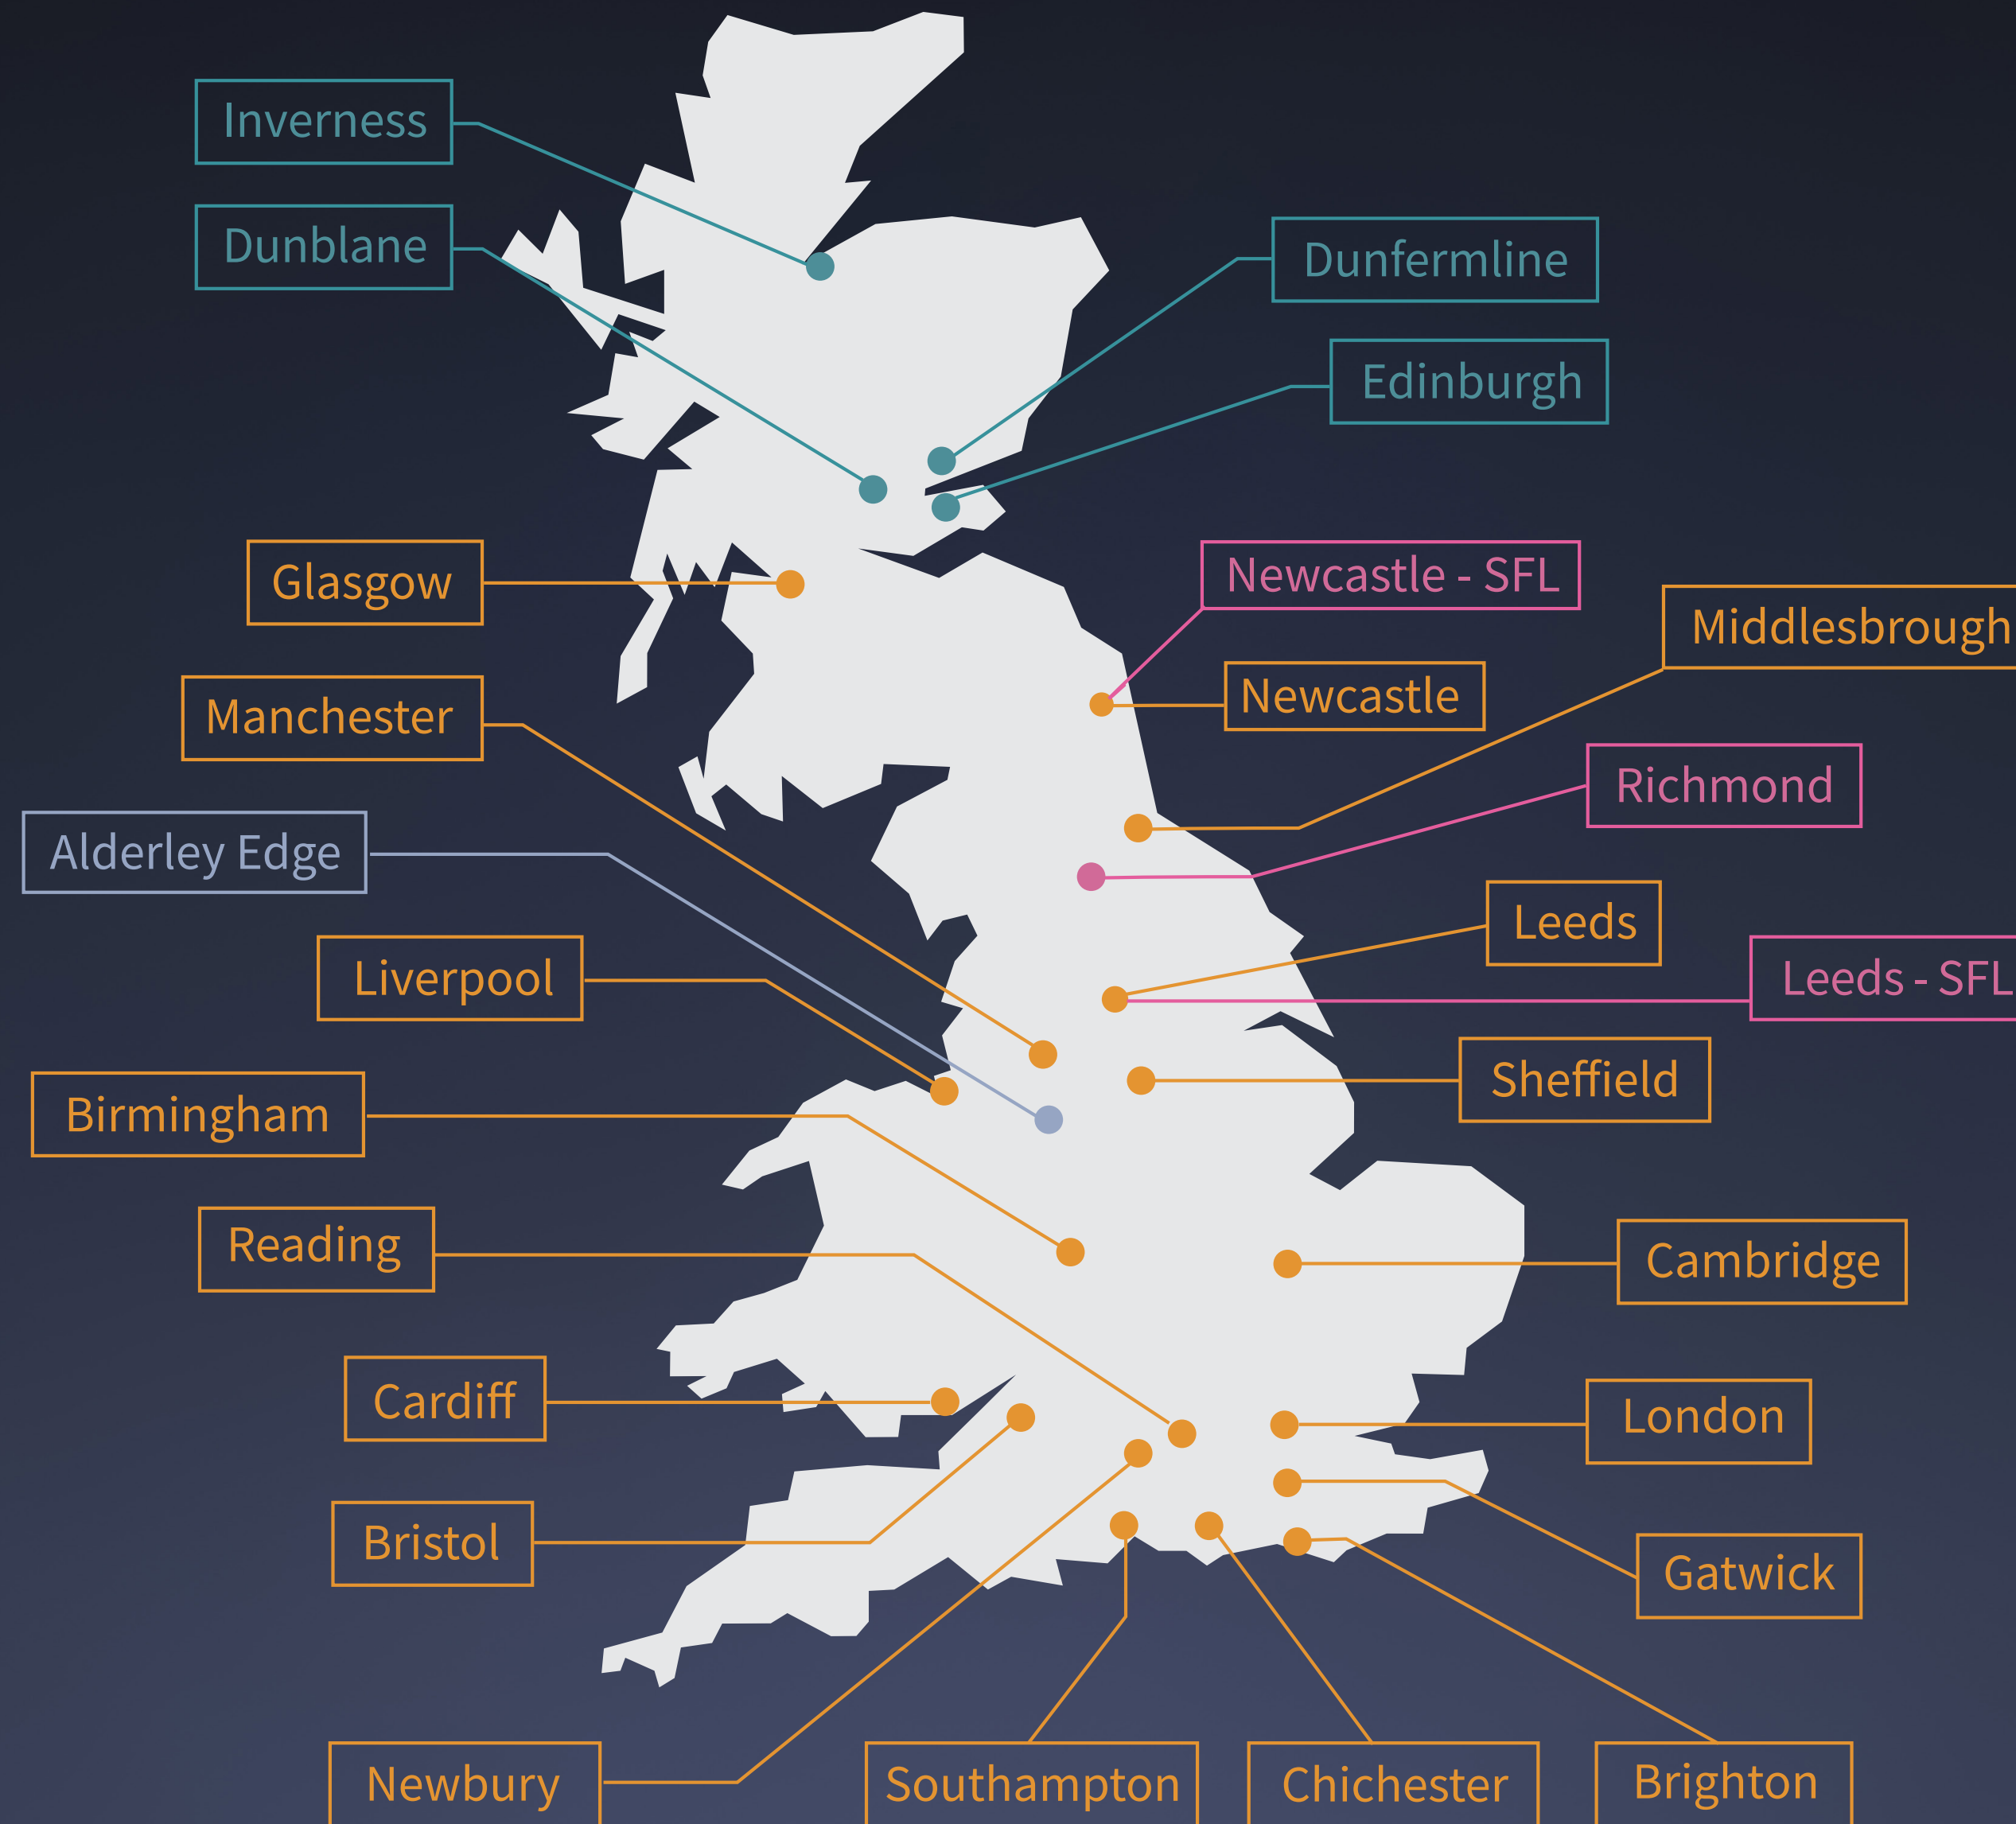 Inverness
Dunblane
Dunfermline
Edinburgh
Glasgow
Newcastle - SFL
Middlesbrough
Manchester
Newcastle
Richmond
Alderley Edge
Leeds
Liverpool
Leeds - SFL
Sheffield
Birmingham
Reading
Cambridge
Cardiff
London
Bristol
Gatwick
Newbury
Southampton
Chichester
Brighton